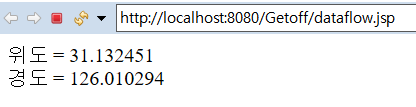 http://localhost:8080/Getoff/dataflow.jsp
위도 = 31.132451
경도 = 126.010294